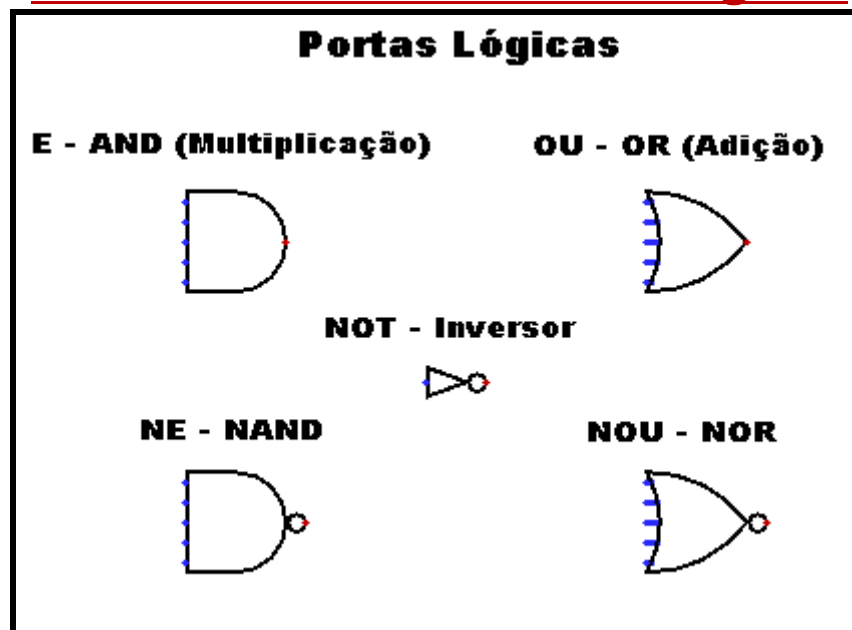 Portas Lógicas
E - AND (Multiplicação)
OU - OR (Adição)
NOT - Inversor
NE - NAND
NOU - NOR